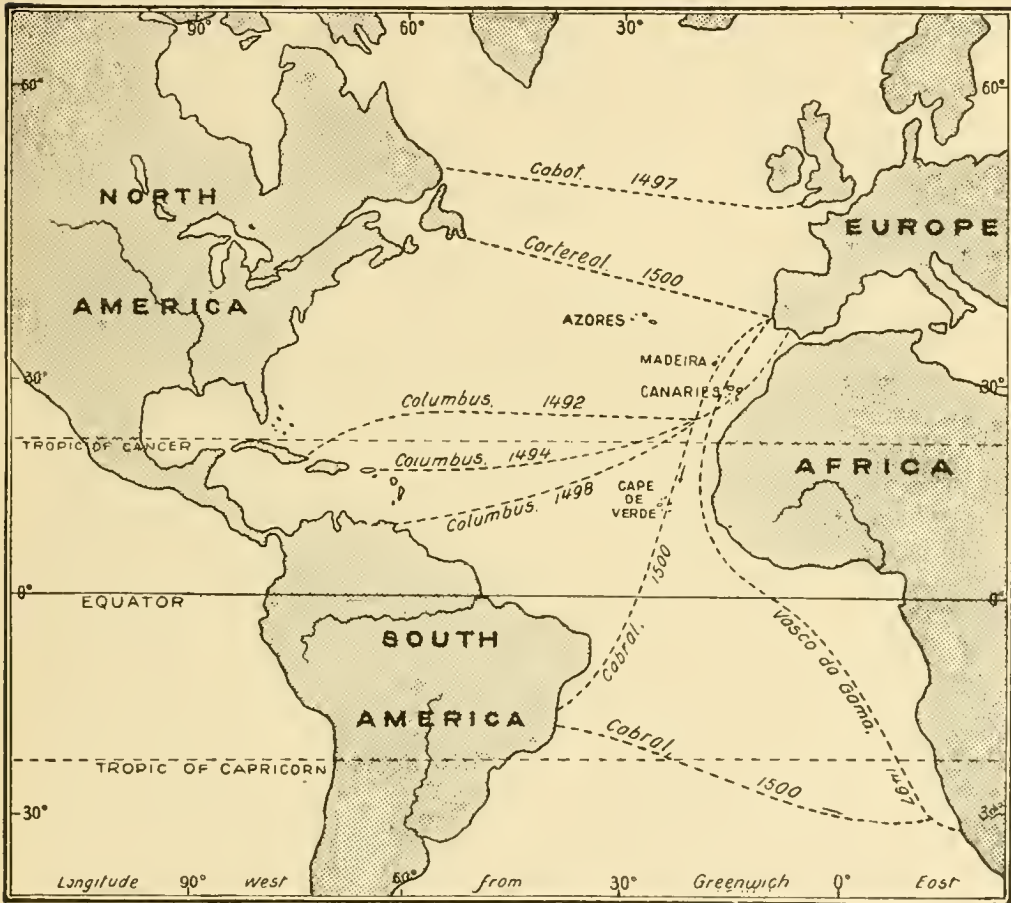 90° 60° 30°
60° 60°
Cabot. 1497
NORTH
EUROPE
Cortereal. 1500
AMERICA
AZORES
MADEIRA
30° 30°
CANARIES
Columbus. 1492
TROPIC OF CANCER
Columbus. 1494
AFRICA
Columbus. 1498
CAPE
DE
VERDE
1500
0° 0°
EQUATOR
Vasco da Gama.
SOUTH
Cabral.
AMERICA
Cabral.
TROPIC OF CAPRICORN
1500
1497
30°
60°
Longitude 90° West from 30° Greenwich 0° East